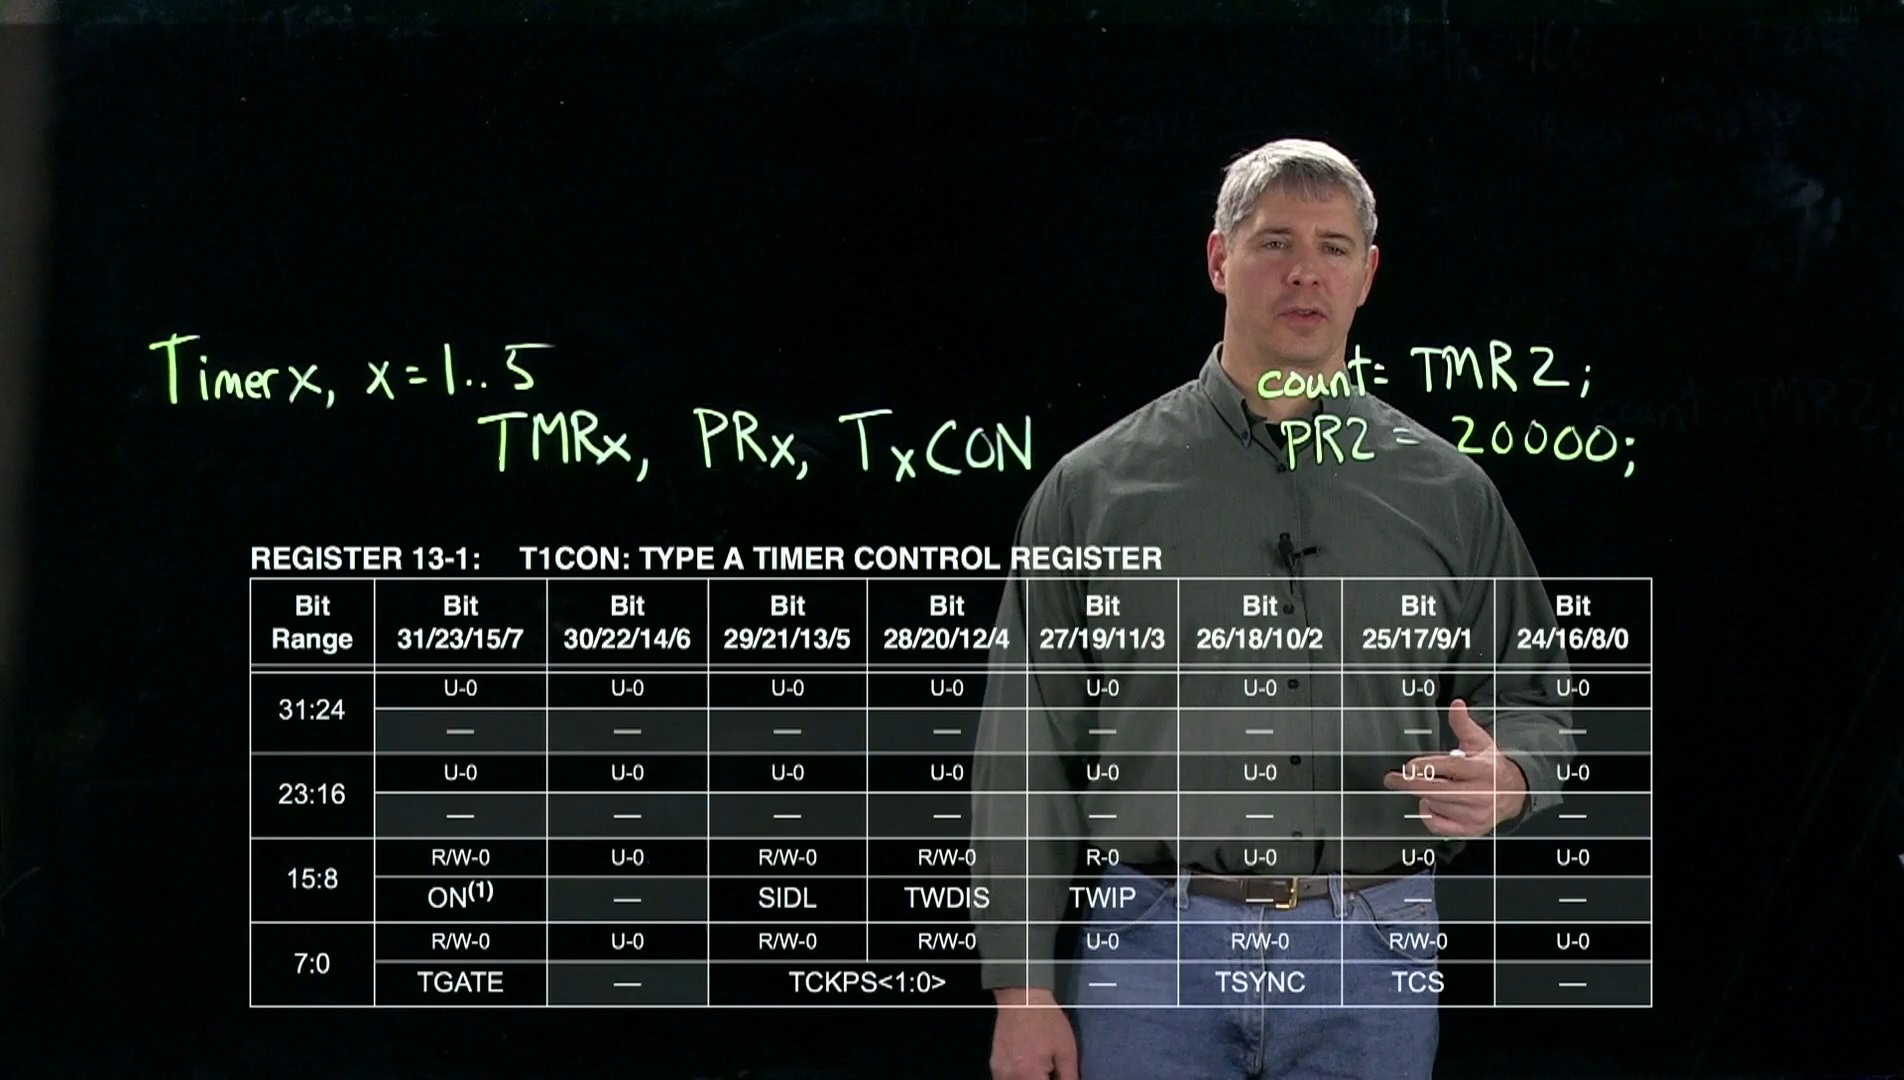 Timer x, x = 1..5
count = TMR2;
TMRx, PRx, TxCON
PR2 = 20000;
REGISTER 13-1: T1CON: TYPE A TIMER CONTROL REGISTER
Bit Range Bit 31/23/15/7 Bit 30/22/14/6 Bit 29/21/13/5 Bit 28/20/12/4 Bit 27/19/11/3 Bit 26/18/10/2 Bit 25/17/9/1 Bit 24/16/8/0
31:24 U-0 U-0 U-0 U-0 U-0 U-0 U-0 U-0
— — — — — — — —
23:16 U-0 U-0 U-0 U-0 U-0 U-0 U-0 U-0
— — — — — — — —
15:8 R/W-0 U-0 R/W-0 R/W-0 R-0 U-0 U-0 U-0
ON(1) — SIDL TWDIS TWIP — — —
7:0 R/W-0 U-0 R/W-0 R/W-0 U-0 R/W-0 R/W-0 U-0
TGATE — TCKPS<1:0> — TSYNC TCS —